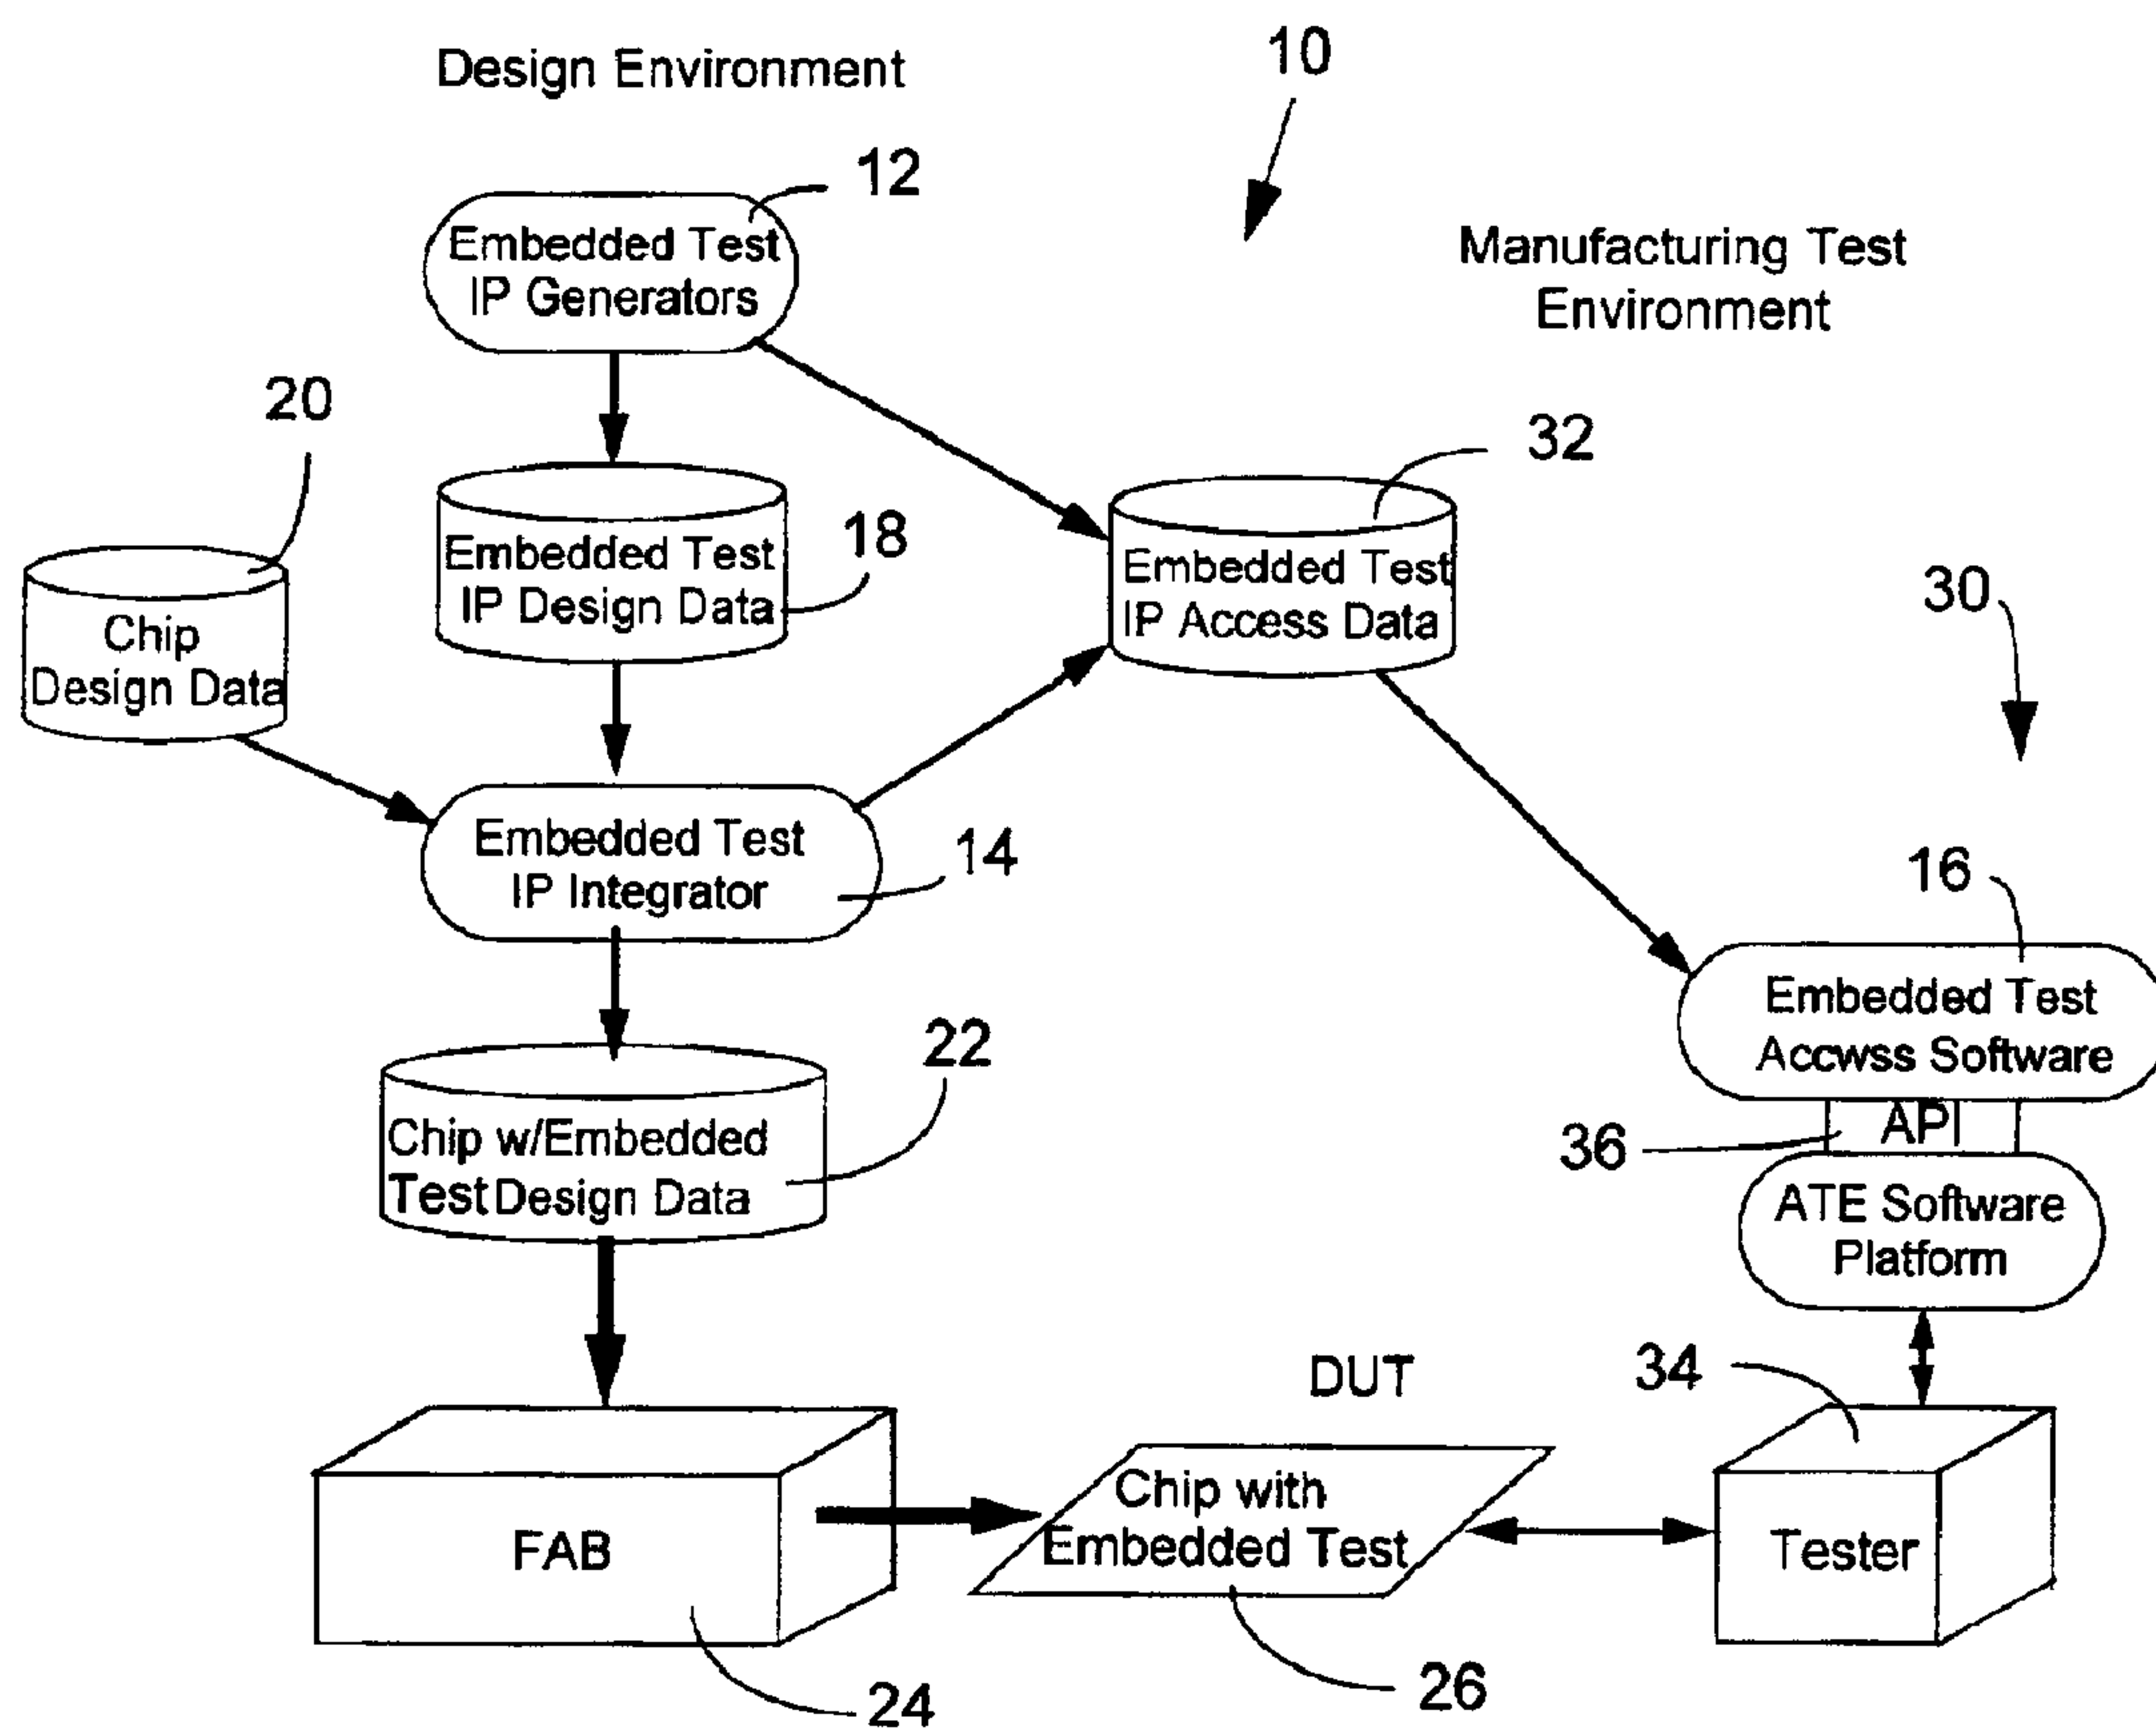 Design Environment
10
12
Embedded Test
IP Generators
Manufacturing Test
Environment
20
32
18
Embedded Test
IP Design Data
Embedded Test
IP Access Data
30
Chip
Design Data
Embedded Test
IP Integrator
14
16
Embedded Test
Accwss Software
22
Chip w/Embedded
Test Design Data
36
API
ATE Software
Platform
DUT
34
FAB
Chip with
Embedded Test
Tester
24
26